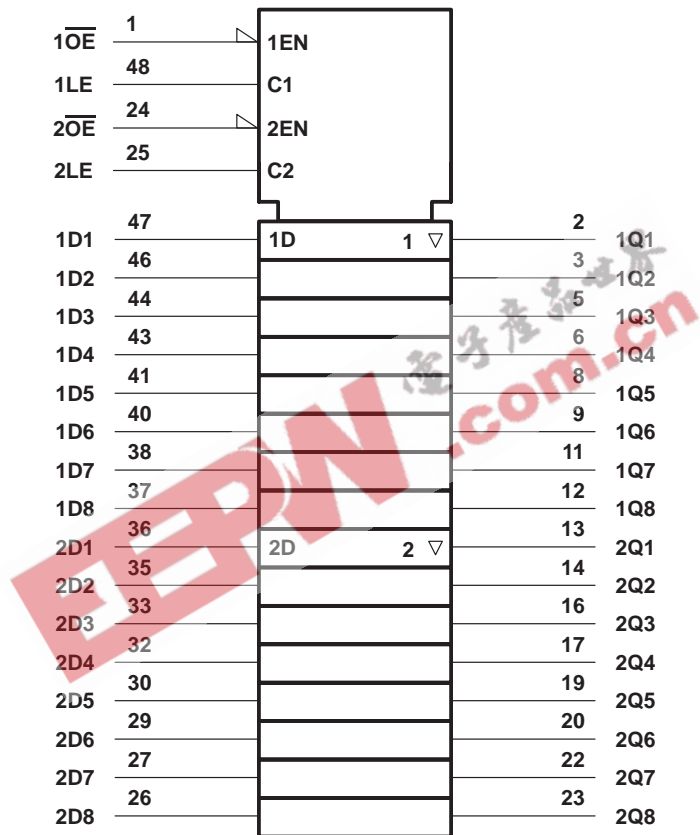 1OE 1 1EN
1LE 48 C1
2OE 24 2EN
2LE 25 C2
1D1 47 1D 1 ▽ 2 1Q1
1D2 46 3 1Q2
1D3 44 5 1Q3
1D4 43 6 1Q4
1D5 41 8 1Q5
1D6 40 9 1Q6
1D7 38 11 1Q7
1D8 37 12 1Q8
2D1 36 2D 2 ▽ 13 2Q1
2D2 35 14 2Q2
2D3 33 16 2Q3
2D4 32 17 2Q4
2D5 30 19 2Q5
2D6 29 20 2Q6
2D7 27 22 2Q7
2D8 26 23 2Q8
EEPW.com.cn
電子產品世界